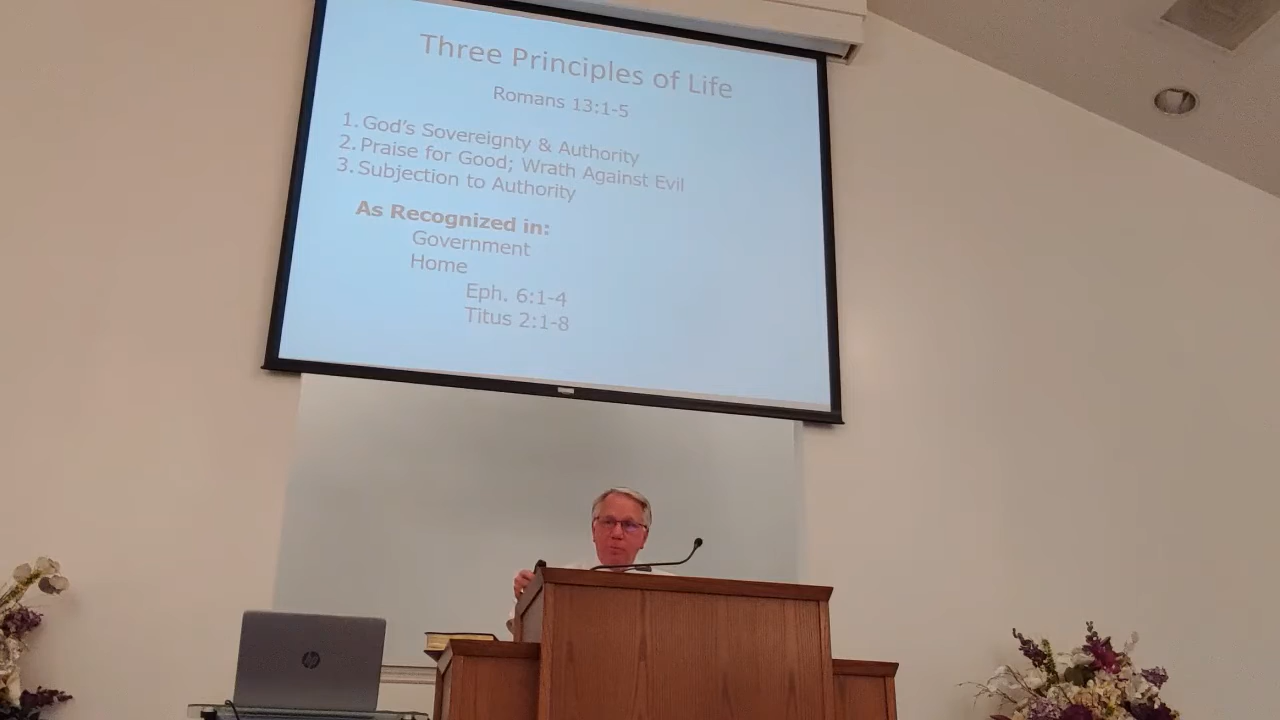 Three Principles of Life
Romans 13:1-5
1. God's Sovereignty & Authority
2. Praise for Good; Wrath Against Evil
3. Subjection to Authority
As Recognized in:
Government
Home
Eph. 6:1-4
Titus 2:1-8
hp